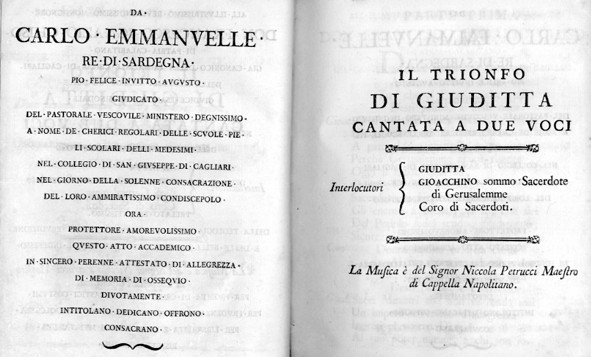 DA·
CARLO·EMMANVELLE·
RE·DI·SARDEGNA·
PIO·FELICE·INVITTO·AVGVSTO·
GIVDICATO·
DEL·PASTORALE·VESCOVILE·MINISTERO·DEGNISSIMO·
A·NOME·DE·CHERICI·REGOLARI·DELLE·SCVOLE·PIE·
LI·SCOLARI·DELLI·MEDESIMI·
NEL·COLLEGIO·DI·SAN·GIVSEPPE·DI·CAGLIARI·
NEL·GIORNO·DELLA·SOLENNE·CONSACRAZIONE·
DEL·LORO·AMMIRATISSIMO·CONDISCEPOLO·
ORA·
PROTETTORE·AMOREVOLISSIMO·
QVESTO·ATTO·ACCADEMICO·
IN·SINCERO·PERENNE·ATTESTATO·DI·ALLEGREZZA·
DI·MEMORIA·DI·OSSEQVIO·
DIVOTAMENTE·
INTITOLANO·DEDICANO·OFFRONO·
CONSACRANO·
IL TRIONFO
DI GIUDITTA
CANTATA A DUE VOCI
Interlocutori
GIUDITTA
GIOACCHINO sommo Sacerdote
di Gerusalemme
Coro di Sacerdoti.
La Musica è del Signor Niccola Petrucci Maestro
di Cappella Napolitano.